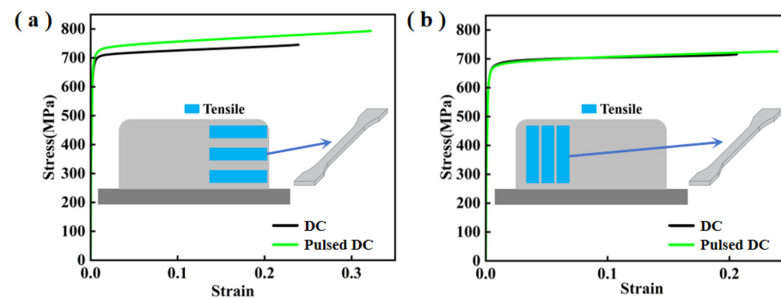 ( a )
800
700
600
500
400
300
200
100
0
Stress(MPa)
Tensile
DC
Pulsed DC
0.0 0.1 0.2 0.3
Strain
( b )
800
700
600
500
400
300
200
100
0
Stress(MPa)
Tensile
DC
Pulsed DC
0.0 0.1 0.2
Strain